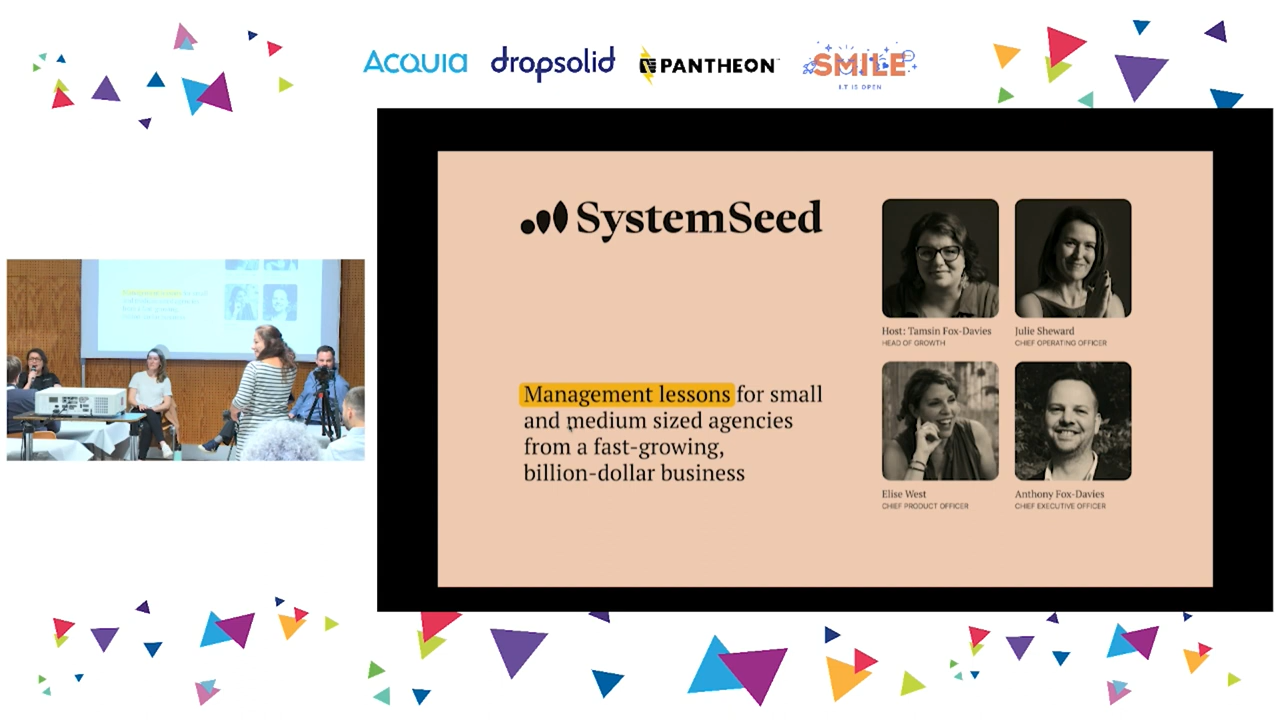 Acquia
dropsolid
PANTHEON
SMILE
I.T IS OPEN
SystemSeed
Management lessons for small
and medium sized agencies
from a fast-growing,
billion-dollar business
Host: Tamsin Fox-Davies
HEAD OF GROWTH
Julie Sheward
CHIEF OPERATING OFFICER
Elise West
CHIEF PRODUCT OFFICER
Anthony Fox-Davies
CHIEF EXECUTIVE OFFICER